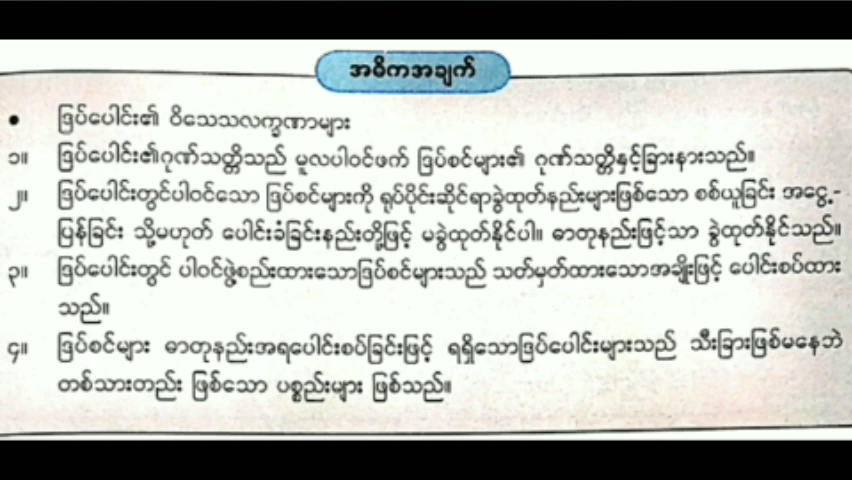 အဓိကအချက်
• ဒြပ်ပေါင်း၏ ဝိသေသလက္ခဏာများ
၁။ ဒြပ်ပေါင်း၏ဂုဏ်သတ္တိသည် မူလပါဝင်ဖက် ဒြပ်စင်များ၏ ဂုဏ်သတ္တိနှင့်ခြားနားသည်။
၂။ ဒြပ်ပေါင်းတွင်ပါဝင်သော ဒြပ်စင်များကို ရုပ်ပိုင်းဆိုင်ရာခွဲထုတ်နည်းများဖြစ်သော စစ်ယူခြင်း အငွေ့-
ပြန်ခြင်း သို့မဟုတ် ပေါင်းခံခြင်းနည်းတို့ဖြင့် မခွဲထုတ်နိုင်ပါ။ ဓာတုနည်းဖြင့်သာ ခွဲထုတ်နိုင်သည်။
၃။ ဒြပ်ပေါင်းတွင် ပါဝင်ဖွဲ့စည်းထားသောဒြပ်စင်များသည် သတ်မှတ်ထားသောအချိုးဖြင့် ပေါင်းစပ်ထား
သည်။
၄။ ဒြပ်စင်များ ဓာတုနည်းအရပေါင်းစပ်ခြင်းဖြင့် ရရှိသောဒြပ်ပေါင်းများသည် သီးခြားဖြစ်မနေဘဲ
တစ်သားတည်း ဖြစ်သော ပစ္စည်းများ ဖြစ်သည်။